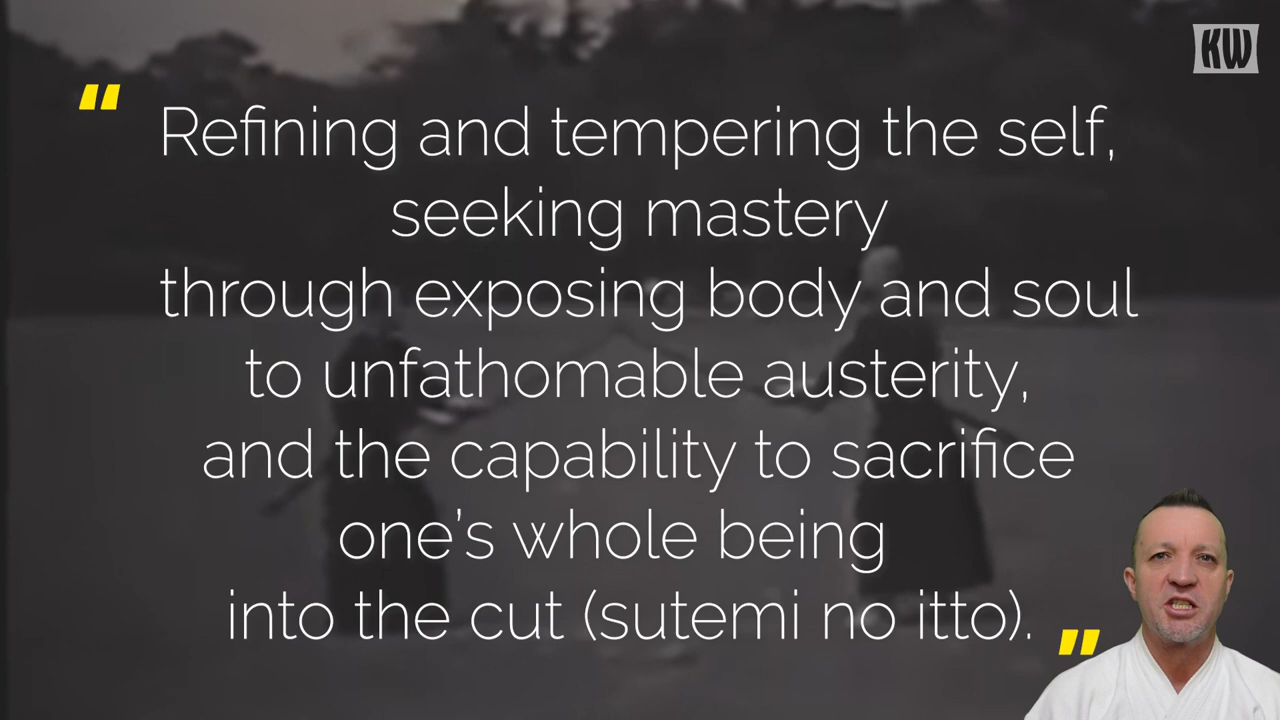 KW
“ Refining and tempering the self,
seeking mastery
through exposing body and soul
to unfathomable austerity,
and the capability to sacrifice
one’s whole being
into the cut (sutemi no itto). ”